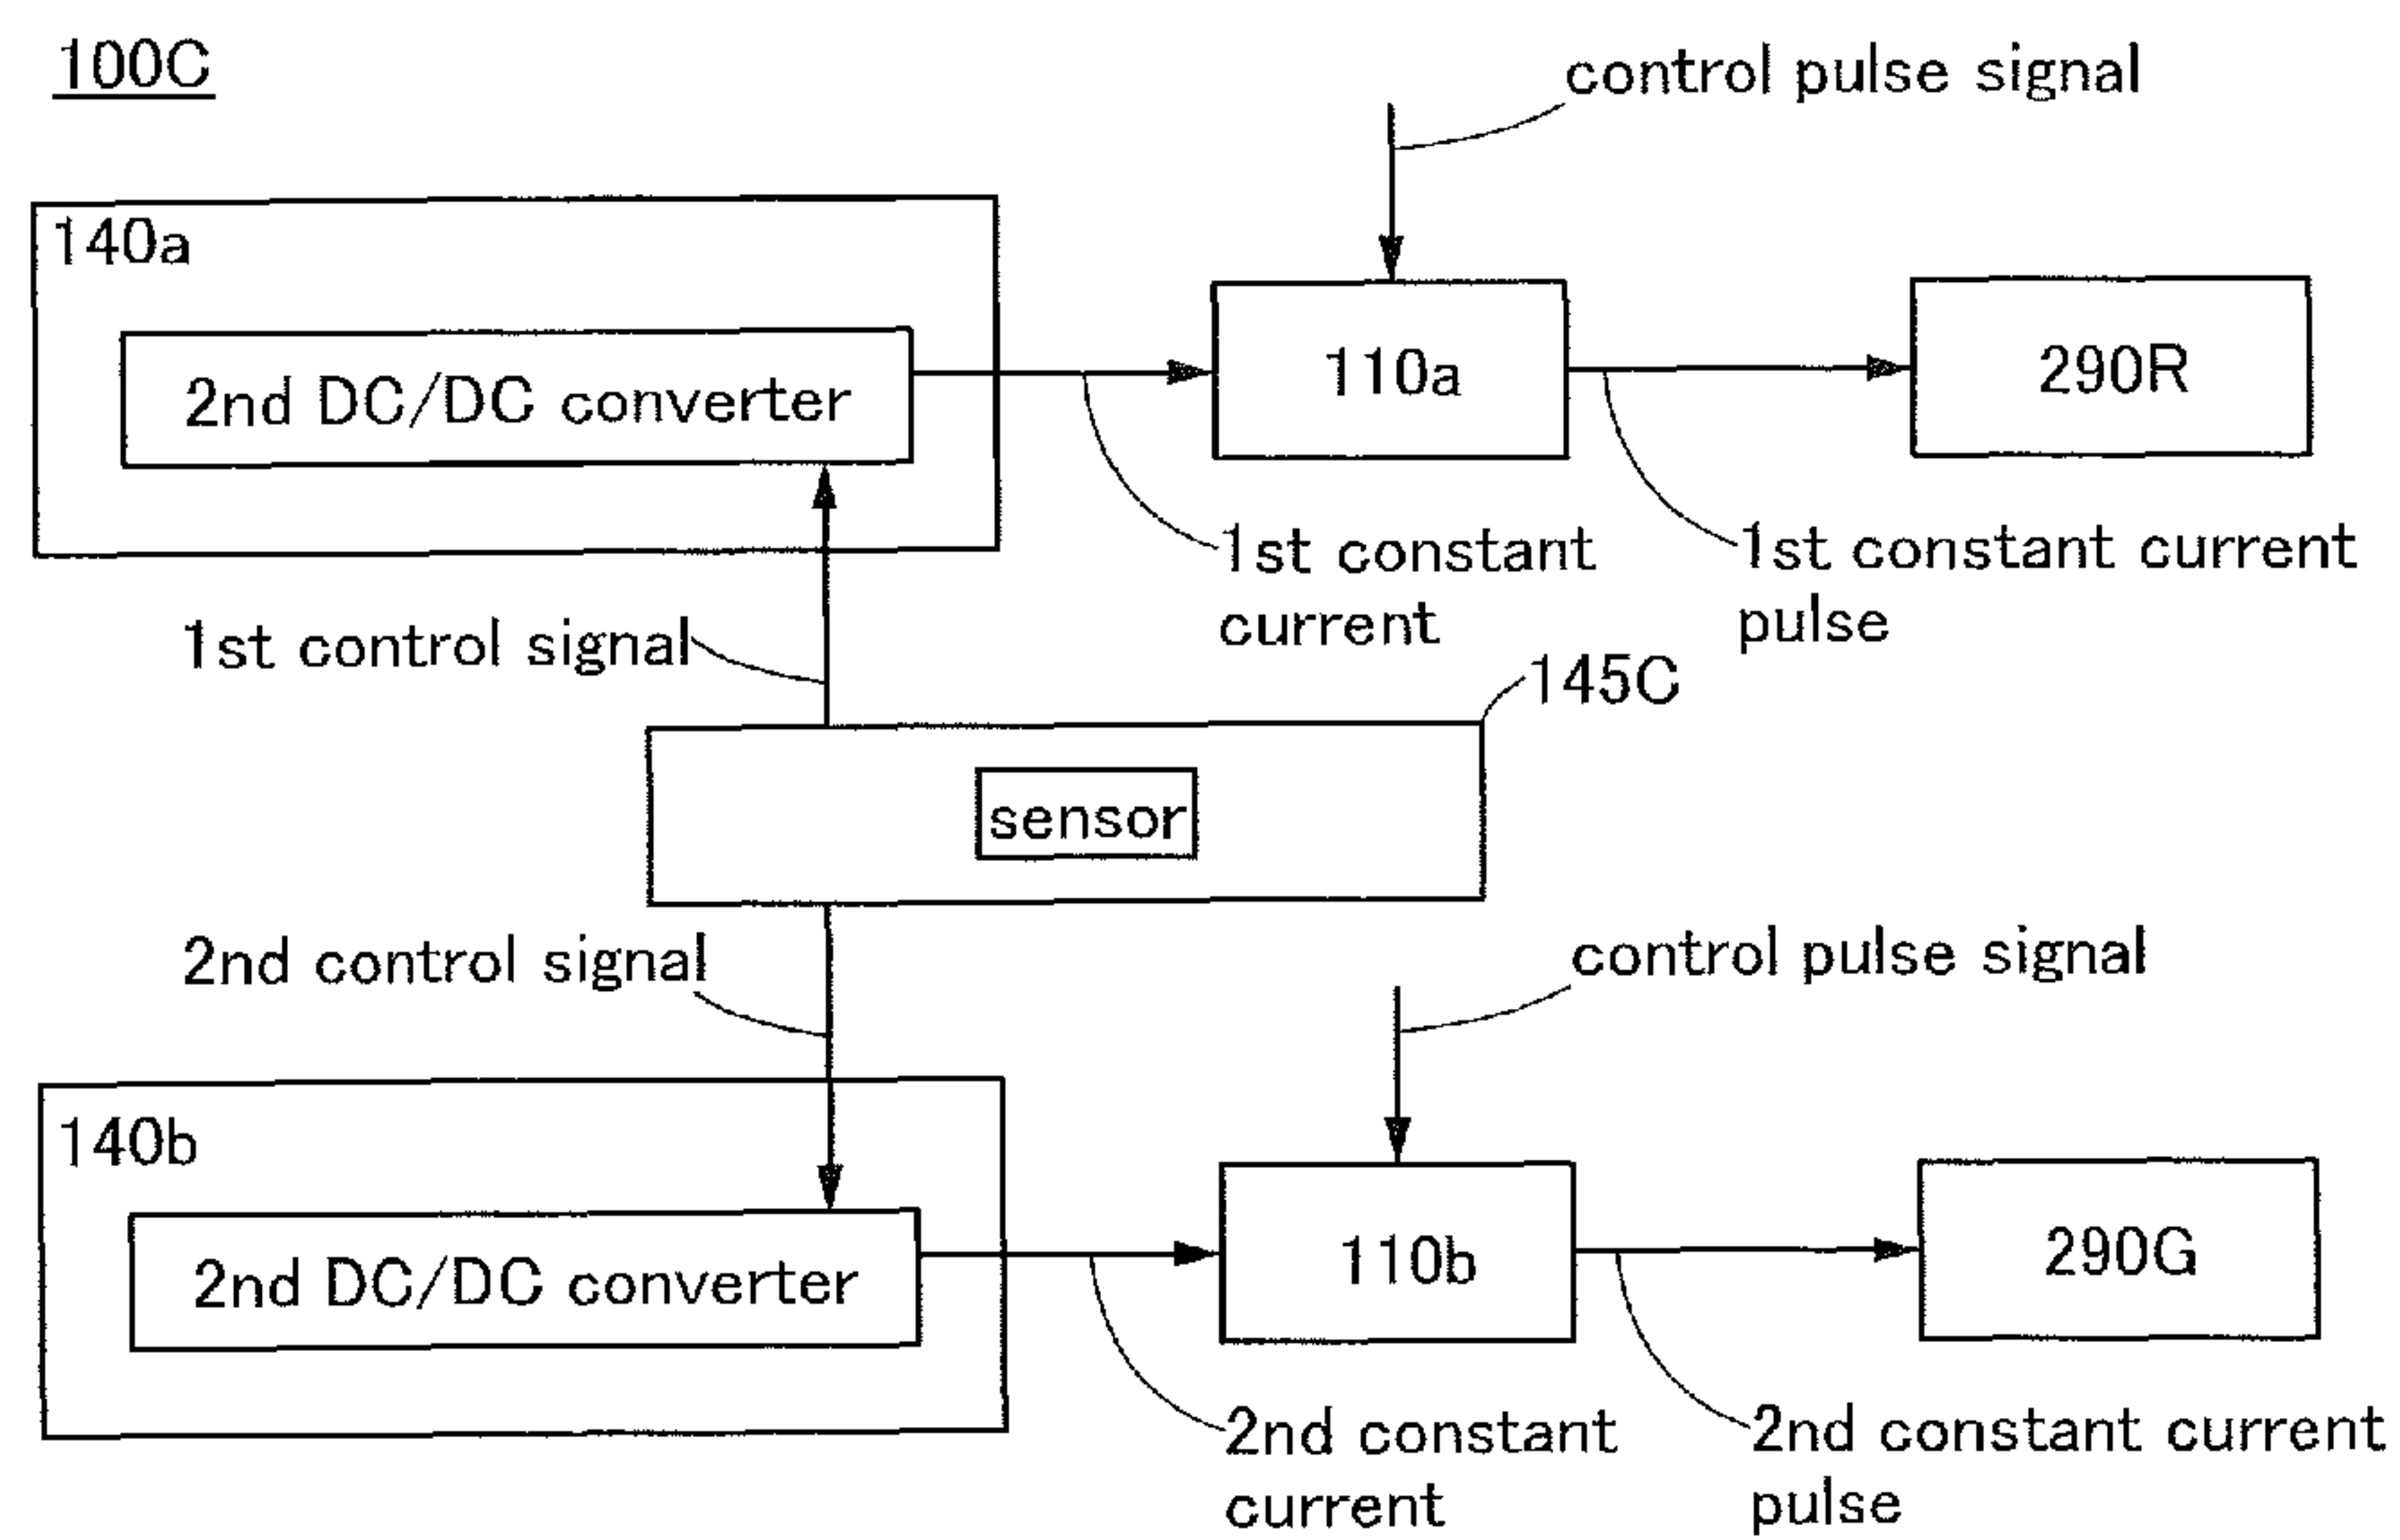 100C
control pulse signal
140a
2nd DC/DC converter
110a
290R
1st constant
current
1st constant current
pulse
1st control signal
145C
sensor
2nd control signal
control pulse signal
140b
2nd DC/DC converter
110b
290G
2nd constant
current
2nd constant current
pulse